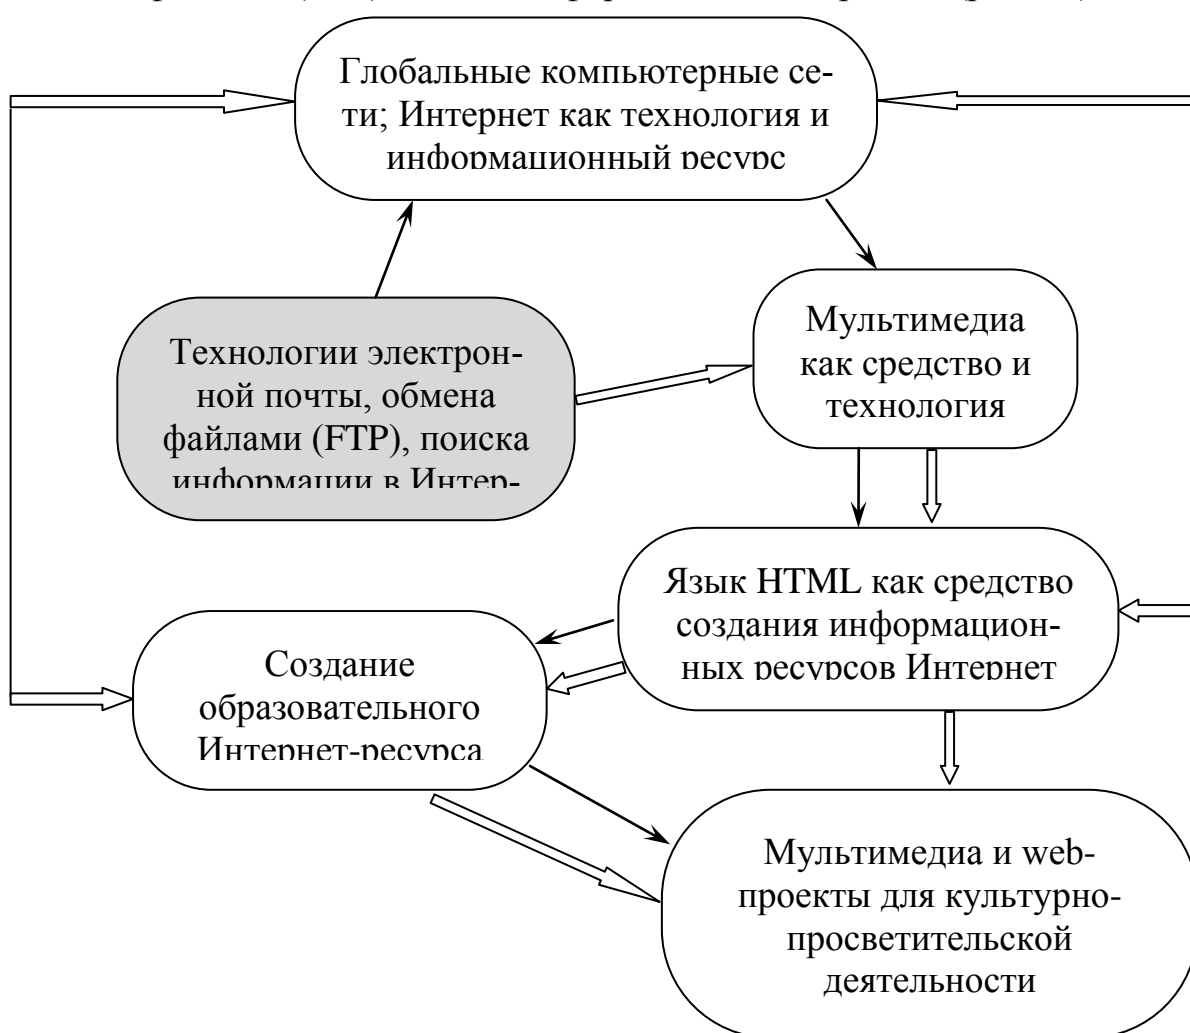 Глобальные компьютерные се-
ти; Интернет как технология и
информационный ресурс
Технологии электрон-
ной почты, обмена
файлами (FTP), поиска
информации в Интер-
Мультимедиа
как средство и
технология
Язык HTML как средство
создания информацион-
ных ресурсов Интернет
Создание
образовательного
Интернет-ресурса
Мультимедиа и web-
проекты для культурно-
просветительской
деятельности